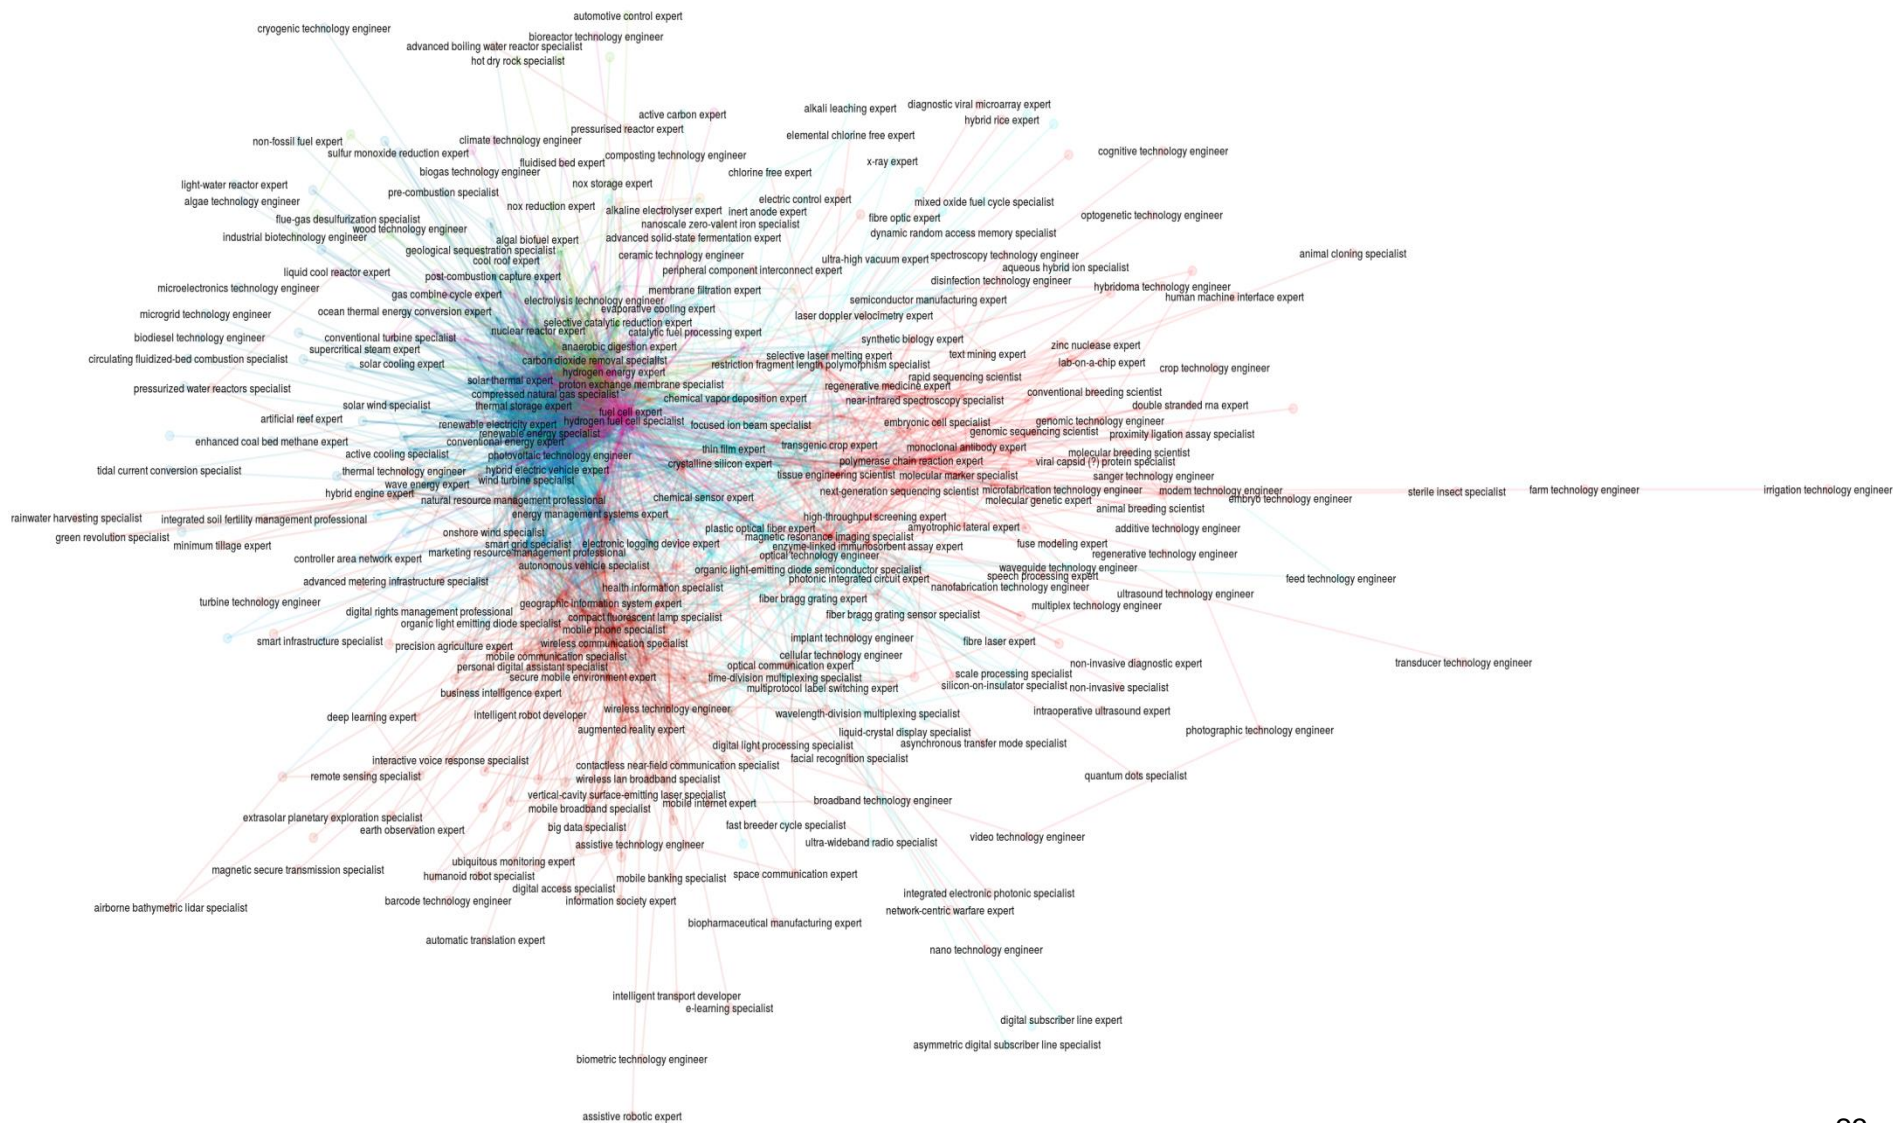 automotive control expert
cryogenic technology engineer
bioreactor technology engineer
advanced boiling water reactor specialist
hot dry rock specialist
diagnostic viral microarray expert
alkali leaching expert
active carbon expert
hybrid rice expert
pressurised reactor expert
elemental chlorine free expert
non-fossil fuel expert
climate technology engineer
sulfur monoxide reduction expert
composting technology engineer
cognitive technology engineer
fluidised bed expert
x-ray expert
biogas technology engineer
chlorine free expert
light-water reactor expert
nox storage expert
pre-combustion specialist
algae technology engineer
electric control expert
mixed oxide fuel cycle specialist
nox reduction expert
alkaline electrolyser expert
inert anode expert
optogenetic technology engineer
flue-gas desulfurization specialist
fibre optic expert
nanoscale zero-valent iron specialist
wood technology engineer
dynamic random access memory specialist
industrial biotechnology engineer
algal biofuel expert
advanced solid-state fermentation expert
geological sequestration specialist
ceramic technology engineer
spectroscopy technology engineer
animal cloning specialist
cool roof expert
ultra-high vacuum expert
aqueous hybrid ion specialist
liquid cool reactor expert
post-combustion capture expert
peripheral component interconnect expert
disinfection technology engineer
microelectronics technology engineer
membrane filtration expert
hybridoma technology engineer
gas combine cycle expert
human machine interface expert
electrolysis technology engineer
semiconductor manufacturing expert
microgrid technology engineer
ocean thermal energy conversion expert
evaporative cooling expert
laser doppler velocimetry expert
selective catalytic reduction expert
nuclear reactor expert
catalytic fuel processing expert
biodiesel technology engineer
conventional turbine specialist
synthetic biology expert
anaerobic digestion expert
zinc nuclease expert
supercritical steam expert
selective laser melting expert
text mining expert
circulating fluidized-bed combustion specialist
carbon dioxide removal specialist
solar cooling expert
restriction fragment length polymorphism specialist
lab-on-a-chip expert
crop technology engineer
hydrogen energy expert
rapid sequencing scientist
solar thermal expert
proton exchange membrane specialist
regenerative medicine expert
pressurized water reactors specialist
compressed natural gas specialist
conventional breeding scientist
chemical vapor deposition expert
near-infrared spectroscopy specialist
solar wind specialist
thermal storage expert
double stranded rna expert
fuel cell expert
artificial reef expert
hydrogen fuel cell specialist
embryonic cell specialist
genomic technology engineer
renewable electricity expert
focused ion beam specialist
genomic sequencing scientist
renewable energy specialist
proximity ligation assay specialist
enhanced coal bed methane expert
conventional energy expert
transgenic crop expert
monoclonal antibody expert
thin film expert
active cooling specialist
photovoltaic technology engineer
molecular breeding scientist
crystalline silicon expert
polymerase chain reaction expert
viral capsid (?) protein specialist
tidal current conversion specialist
thermal technology engineer
hybrid electric vehicle expert
tissue engineering scientist
molecular marker specialist
sanger technology engineer
wind turbine specialist
wave energy expert
hybrid engine expert
next-generation sequencing scientist
microfabrication technology engineer
modem technology engineer
sterile insect specialist
farm technology engineer
irrigation technology engineer
natural resource management professional
chemical sensor expert
molecular genetic expert
embryo technology engineer
animal breeding scientist
rainwater harvesting specialist
integrated soil fertility management professional
energy management systems expert
high-throughput screening expert
plastic optical fiber expert
amyotrophic lateral expert
additive technology engineer
onshore wind specialist
green revolution specialist
magnetic resonance imaging specialist
minimum tillage expert
smart grid specialist
electronic logging device expert
enzyme-linked immunosorbent assay expert
fuse modeling expert
marketing resource management professional
optical technology engineer
regenerative technology engineer
controller area network expert
autonomous vehicle specialist
organic light-emitting diode semiconductor specialist
waveguide technology engineer
speech processing expert
advanced metering infrastructure specialist
photonic integrated circuit expert
feed technology engineer
health information specialist
nanofabrication technology engineer
ultrasound technology engineer
turbine technology engineer
geographic information system expert
fiber bragg grating expert
multiplex technology engineer
digital rights management professional
compact fluorescent lamp specialist
fiber bragg grating sensor specialist
organic light emitting diode specialist
mobile phone specialist
smart infrastructure specialist
precision agriculture expert
wireless communication specialist
implant technology engineer
fibre laser expert
mobile communication specialist
cellular technology engineer
personal digital assistant specialist
optical communication expert
non-invasive diagnostic expert
transducer technology engineer
secure mobile environment expert
time-division multiplexing specialist
scale processing specialist
business intelligence expert
multiprotocol label switching expert
silicon-on-insulator specialist
non-invasive specialist
deep learning expert
intelligent robot developer
wireless technology engineer
wavelength-division multiplexing specialist
intraoperative ultrasound expert
augmented reality expert
liquid-crystal display specialist
photographic technology engineer
digital light processing specialist
asynchronous transfer mode specialist
interactive voice response specialist
facial recognition specialist
contactless near-field communication specialist
remote sensing specialist
wireless lan broadband specialist
quantum dots specialist
vertical-cavity surface-emitting laser specialist
mobile internet expert
broadband technology engineer
mobile broadband specialist
extrasolar planetary exploration specialist
earth observation expert
big data specialist
fast breeder cycle specialist
video technology engineer
assistive technology engineer
ultra-wideband radio specialist
ubiquitous monitoring expert
magnetic secure transmission specialist
humanoid robot specialist
mobile banking specialist
space communication expert
digital access specialist
integrated electronic photonic specialist
barcode technology engineer
information society expert
airborne bathymetric lidar specialist
network-centric warfare expert
biopharmaceutical manufacturing expert
automatic translation expert
nano technology engineer
intelligent transport developer
e-learning specialist
digital subscriber line expert
asymmetric digital subscriber line specialist
biometric technology engineer
assistive robotic expert